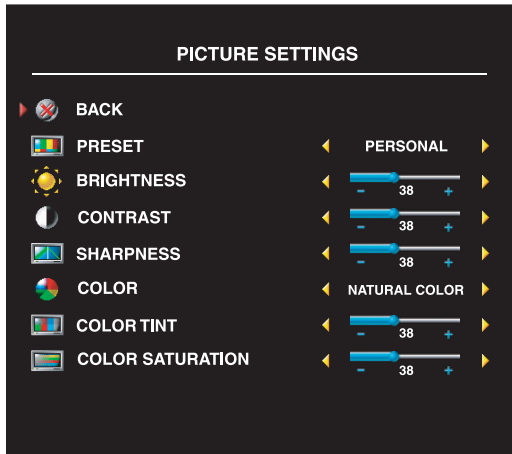 PICTURE SETTINGS
BACK
PRESET PERSONAL
BRIGHTNESS
- 38 +
CONTRAST
- 38 +
SHARPNESS
- 38 +
COLOR NATURAL COLOR
COLOR TINT
- 38 +
COLOR SATURATION
- 38 +